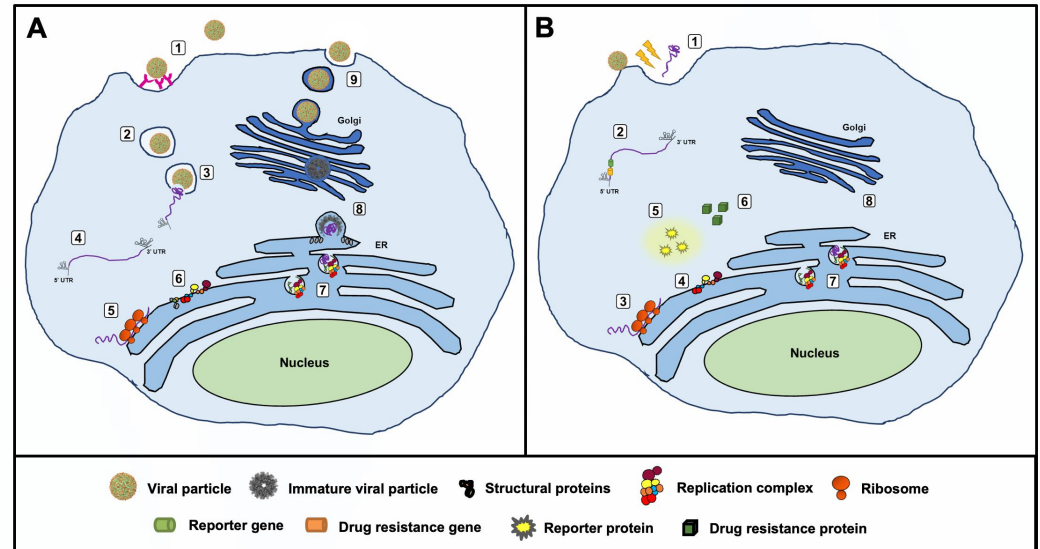 A
1
2
3
4
5
6
7
8
9
Golgi
ER
3' UTR
5' UTR
Nucleus
B
1
2
3
4
5
6
7
8
Golgi
ER
3' UTR
5' UTR
Nucleus
Viral particle
Immature viral particle
Structural proteins
Replication complex
Ribosome
Reporter gene
Drug resistance gene
Reporter protein
Drug resistance protein